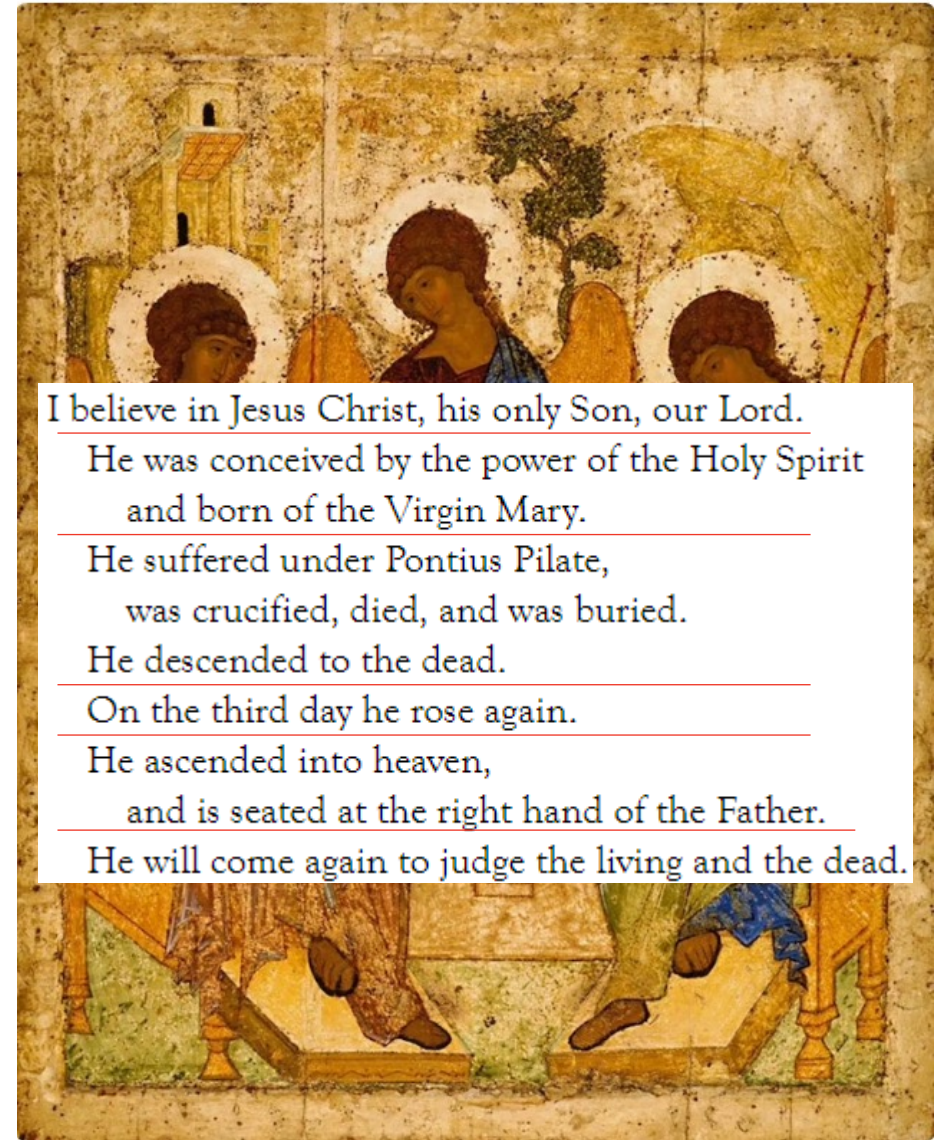 I believe in Jesus Christ, his only Son, our Lord.
He was conceived by the power of the Holy Spirit
and born of the Virgin Mary.
He suffered under Pontius Pilate,
was crucified, died, and was buried.
He descended to the dead.
On the third day he rose again.
He ascended into heaven,
and is seated at the right hand of the Father.
He will come again to judge the living and the dead.